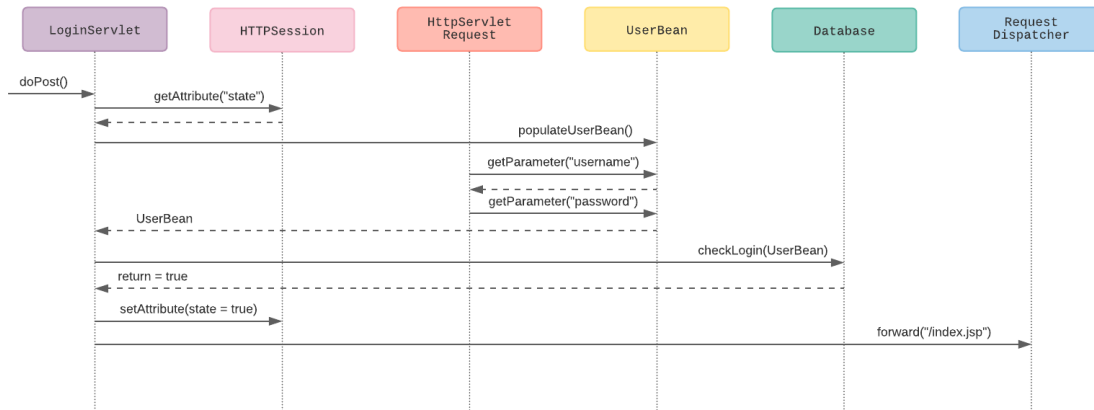 LoginServlet
HTTPSession
HttpServlet
Request
UserBean
Database
Request
Dispatcher
doPost()
getAttribute("state")
populateUserBean()
getParameter("username")
getParameter("password")
UserBean
checkLogin(UserBean)
return = true
setAttribute(state = true)
forward("/index.jsp")